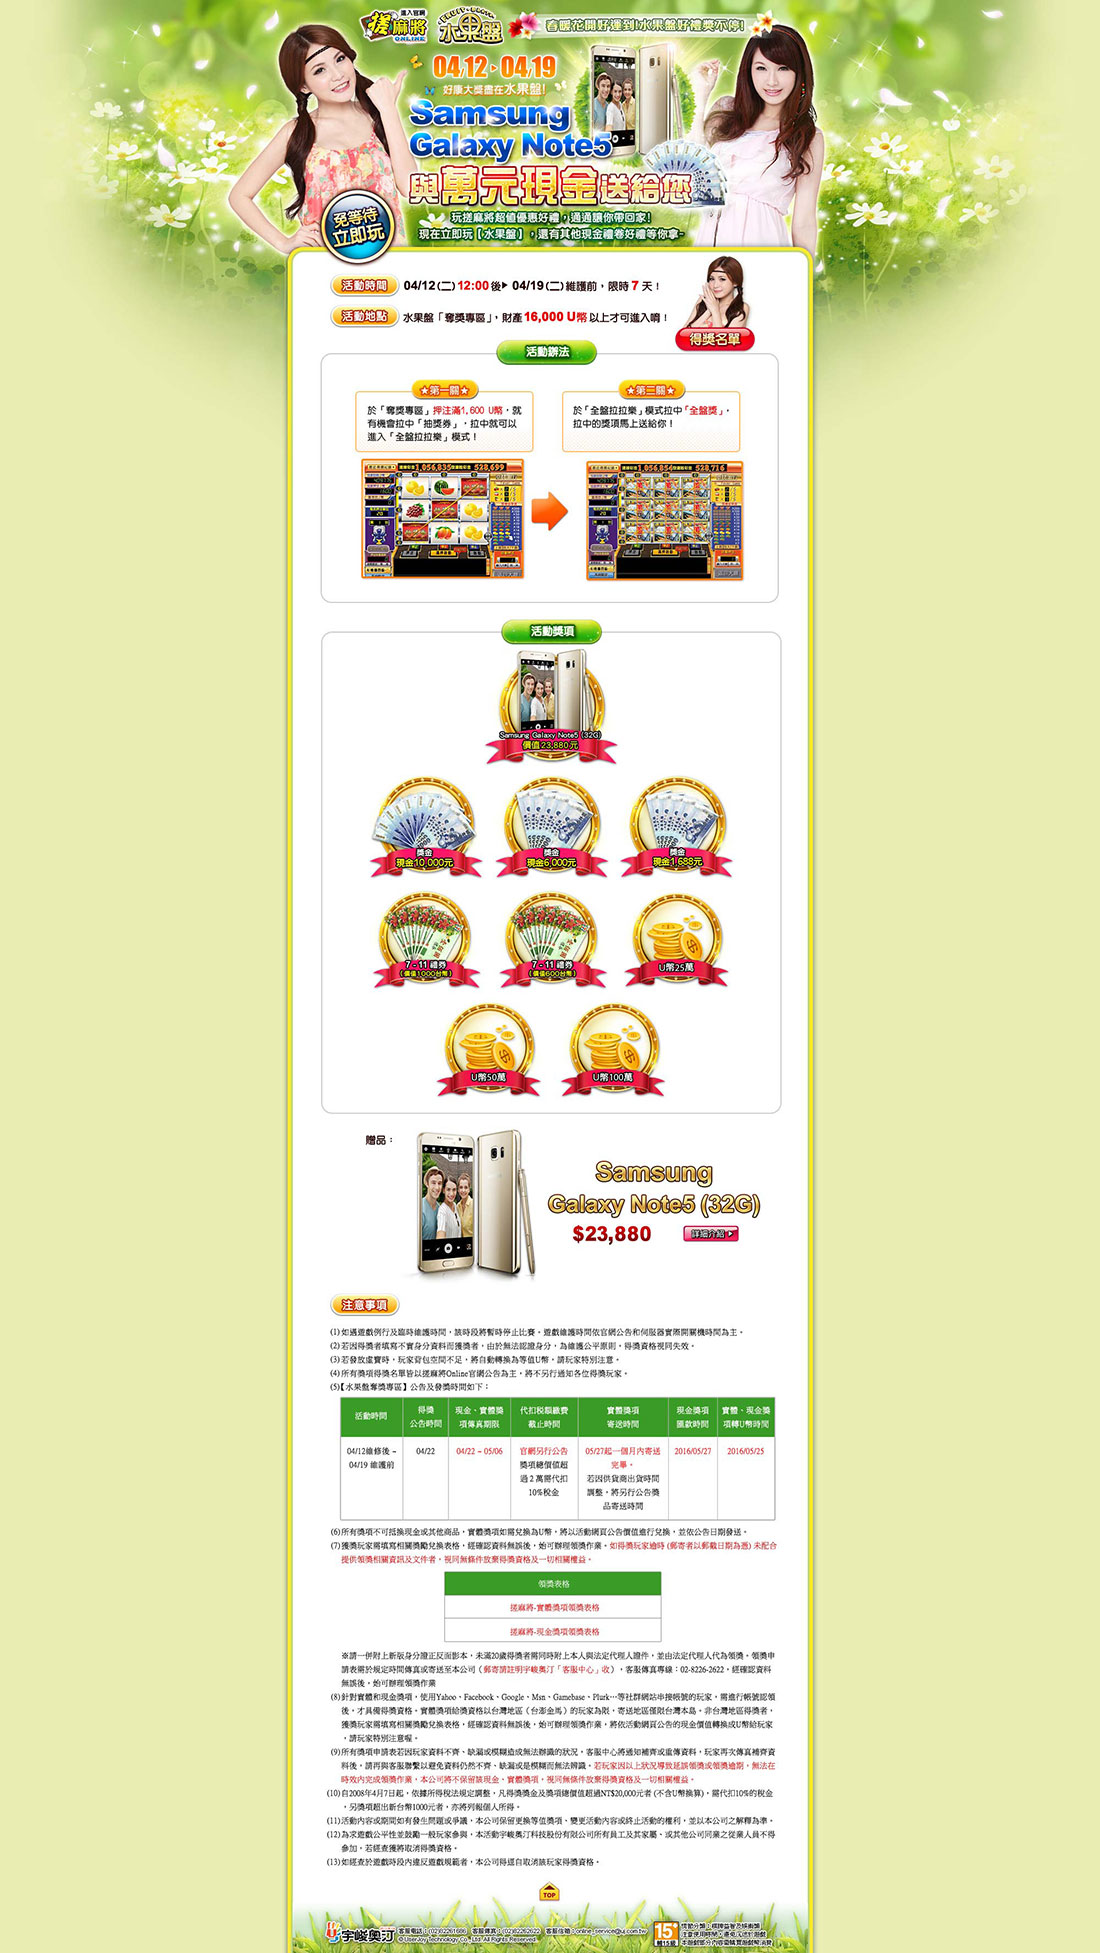 進入官網
搓麻將 ONLINE
水果盤
春暖花開好運到!水果盤好禮獎不停!
04/12-04/19
好康大獎盡在水果盤!
Samsung
Galaxy Note5
與萬元現金送給您
免等待
立即玩
玩搓麻將超值優惠好禮，通通讓你帶回家!
現在立即玩【水果盤】，還有其他現金禮卷好禮等你拿~
活動時間 04/12(二)12:00後▶ 04/19(二)維護前，限時 7 天！
活動地點 水果盤「奪獎專區」，財產16,000 U幣以上才可進入唷！
得獎名單
活動辦法
★第一關★
於「奪獎專區」押注滿1,600 U幣，就
有機會拉中「抽獎券」，拉中就可以
進入「全盤拉拉樂」模式！
★第二關★
於「全盤拉拉樂」模式拉中「全盤獎」，
拉中的獎項馬上送給你！
1,056,835 528,699
1,056,854 528,716
活動獎項
Samsung Galaxy Note5 (32G)
價值23,880元
獎金
現金10,000元
獎金
現金6,000元
獎金
現金1,688元
7-11 禮券
(價值1000台幣)
7-11 禮券
(價值600台幣)
U幣25萬
U幣50萬
U幣100萬
贈品：
Samsung
Galaxy Note5 (32G)
$23,880
詳細介紹▶
注意事項
(1)如遇遊戲例行及臨時維護時間，該時段將暫時停止比賽。遊戲維護時間依官網公告和伺服器實際開關機時間為主。
(2)若因得獎者填寫不實身分資料而獲獎者，由於無法認證身分，為維護公平原則，得獎資格視同失效。
(3)若發放虛寶時，玩家背包空間不足，將自動轉換為等值U幣，請玩家特別注意。
(4)所有獎項得獎名單皆以搓麻將Online官網公告為主，將不另行通知各位得獎玩家。
(5)【水果盤奪獎專區】公告及發獎時間如下：
活動時間
得獎
公告時間
現金、實體獎
項傳真期限
代扣稅額繳費
截止時間
實體獎項
寄送時間
現金獎項
匯款時間
實體、現金獎
項轉U幣時間
04/12維修後 ~
04/19 維護前
04/22
04/22 ~ 05/06
官網另行公告
獎項總價值超
過 2 萬需代扣
10%稅金
05/27起一個月內寄送
完畢。
若因供貨商出貨時間
調整，將另行公告獎
品寄送時間
2016/05/27
2016/05/25
(6)所有獎項不可抵換現金或其他商品，實體獎項如需兌換為U幣，將以活動網頁公告價值進行兌換，並依公告日期發送。
(7)獲獎玩家需填寫相關獎勵兌換表格，經確認資料無誤後，始可辦理領獎作業。如得獎玩家逾時 (郵寄者以郵戳日期為憑) 未配合
提供領獎相關資訊及文件者，視同無條件放棄得獎資格及一切相關權益。
領獎表格
搓麻將-實體獎項領獎表格
搓麻將-現金獎項領獎表格
※請一併附上新版身分證正反面影本，未滿20歲得獎者需同時附上本人與法定代理人證件，並由法定代理人代為領獎。領獎申
請表需於規定時間傳真或寄送至本公司（郵寄請註明宇峻奧汀「客服中心」收），客服傳真專線：02-8226-2622，經確認資料
無誤後，始可辦理領獎作業
(8)針對實體和現金獎項，使用Yahoo、Facebook、Google、Msn、Gamebase、Plurk…等社群網站串接帳號的玩家，需進行帳號認領
後，才具備得獎資格。實體獎項給獎資格以台灣地區（台澎金馬）的玩家為限，寄送地區僅限台灣本島。非台灣地區得獎者，
獲獎玩家需填寫相關獎勵兌換表格，經確認資料無誤後，始可辦理領獎作業，將依活動網頁公告的現金價值轉換成U幣給玩家
，請玩家特別注意喔。
(9)所有獎項申請表若因玩家資料不齊、缺漏或模糊造成無法辦識的狀況，客服中心將通知補齊或重傳資料，玩家再次傳真補齊資
料後，請再與客服聯繫以避免資料仍然不齊、缺漏或是模糊而無法辨識。若玩家因以上狀況導致延誤領獎或領獎逾期，無法在
時效內完成領獎作業，本公司將不保留該現金、實體獎項，視同無條件放棄得獎資格及一切相關權益。
(10)自2008年4月7日起，依據所得稅法規定調整，凡得獎獎金及獎項總價值超過NT$20,000元者 (不含U幣換算)，需代扣10%的稅金
，另獎項超出新台幣1000元者，亦將列報個人所得。
(11)活動內容或期間如有發生問題或爭議，本公司保留更換等值獎項、變更活動內容或終止活動的權利，並以本公司之解釋為準。
(12)為求遊戲公平性並鼓勵一般玩家參與，本活動宇峻奧汀科技股份有限公司所有員工及其家屬、或其他公司同業之從業人員不得
參加，若經查獲將取消得獎資格。
(13)如經查於遊戲時段內違反遊戲規範者，本公司得逕自取消該玩家得獎資格。
TOP
宇峻奧汀
客服電話：(02)82261686 客服傳真：(02)82262622 客服信箱：online_service@uj.com.tw
©UserJoy Technology Co., Ltd. All Rights Reserved.
15+
輔15級